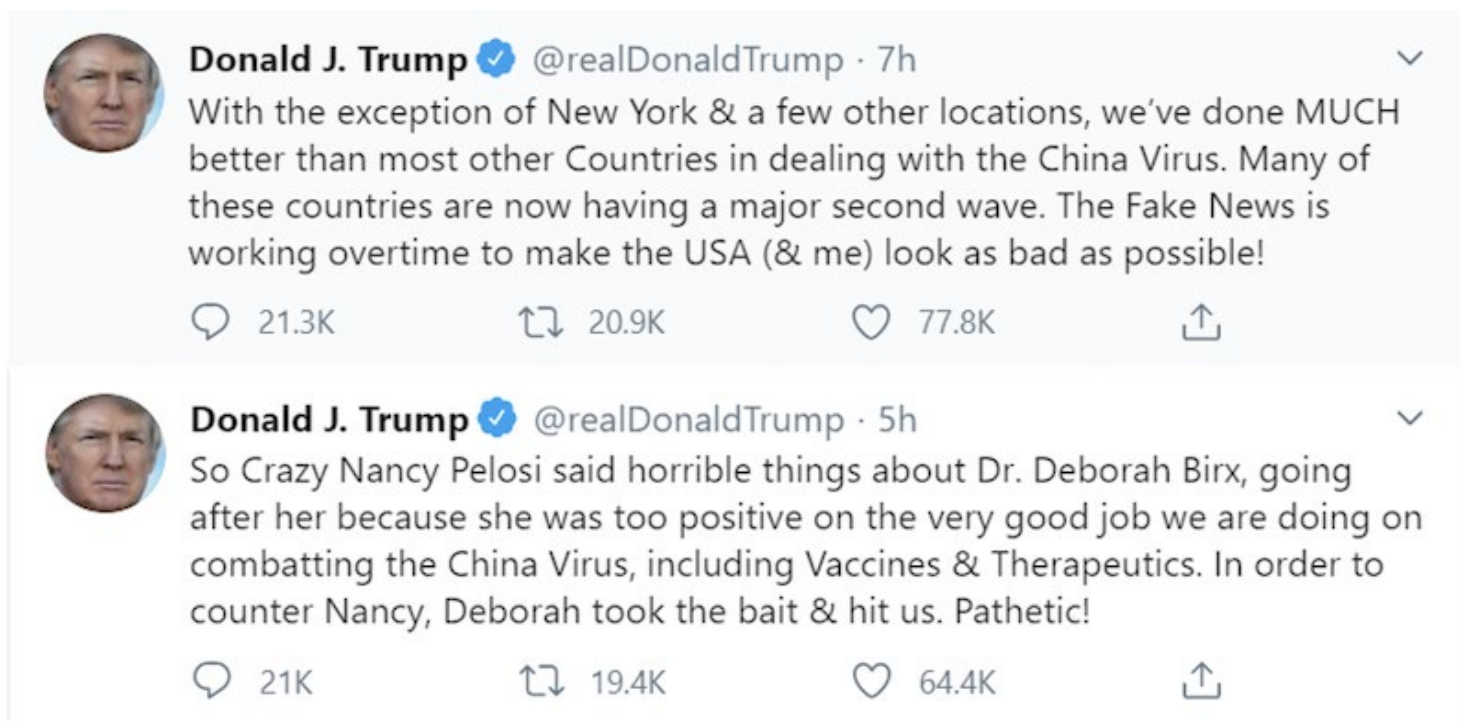 Donald J. Trump @realDonaldTrump · 7h
With the exception of New York & a few other locations, we’ve done MUCH
better than most other Countries in dealing with the China Virus. Many of
these countries are now having a major second wave. The Fake News is
working overtime to make the USA (& me) look as bad as possible!
21.3K 20.9K 77.8K
Donald J. Trump @realDonaldTrump · 5h
So Crazy Nancy Pelosi said horrible things about Dr. Deborah Birx, going
after her because she was too positive on the very good job we are doing on
combatting the China Virus, including Vaccines & Therapeutics. In order to
counter Nancy, Deborah took the bait & hit us. Pathetic!
21K 19.4K 64.4K